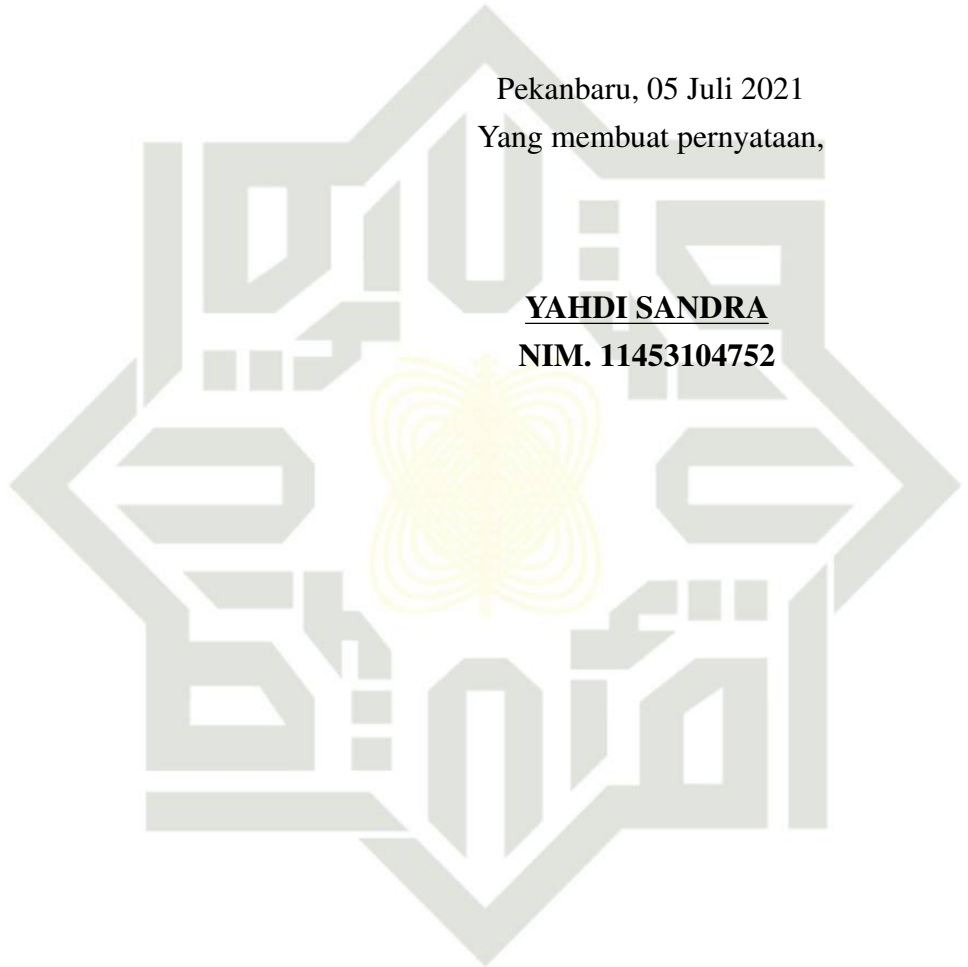 Pekanbaru, 05 Juli 2021
Yang membuat pernyataan,
YAHDI SANDRA
NIM. 11453104752